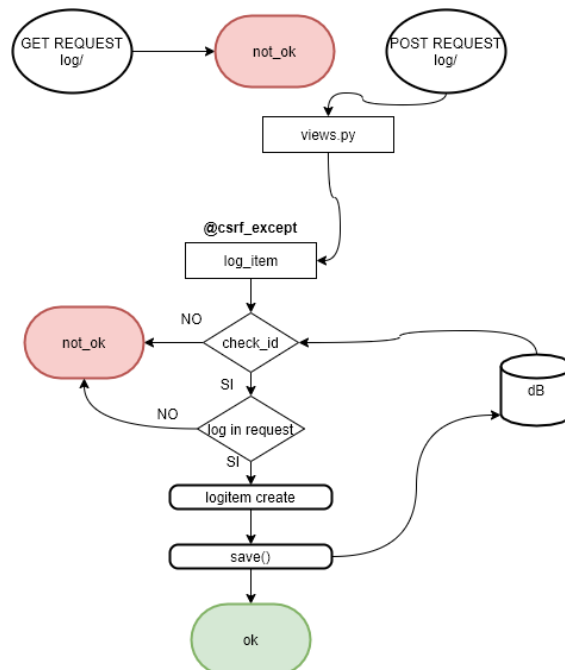 GET REQUEST
log/
not_ok
POST REQUEST
log/
views.py
@csrf_except
log_item
NO
not_ok
check_id
dB
SI
NO
log in request
SI
logitem create
save()
ok